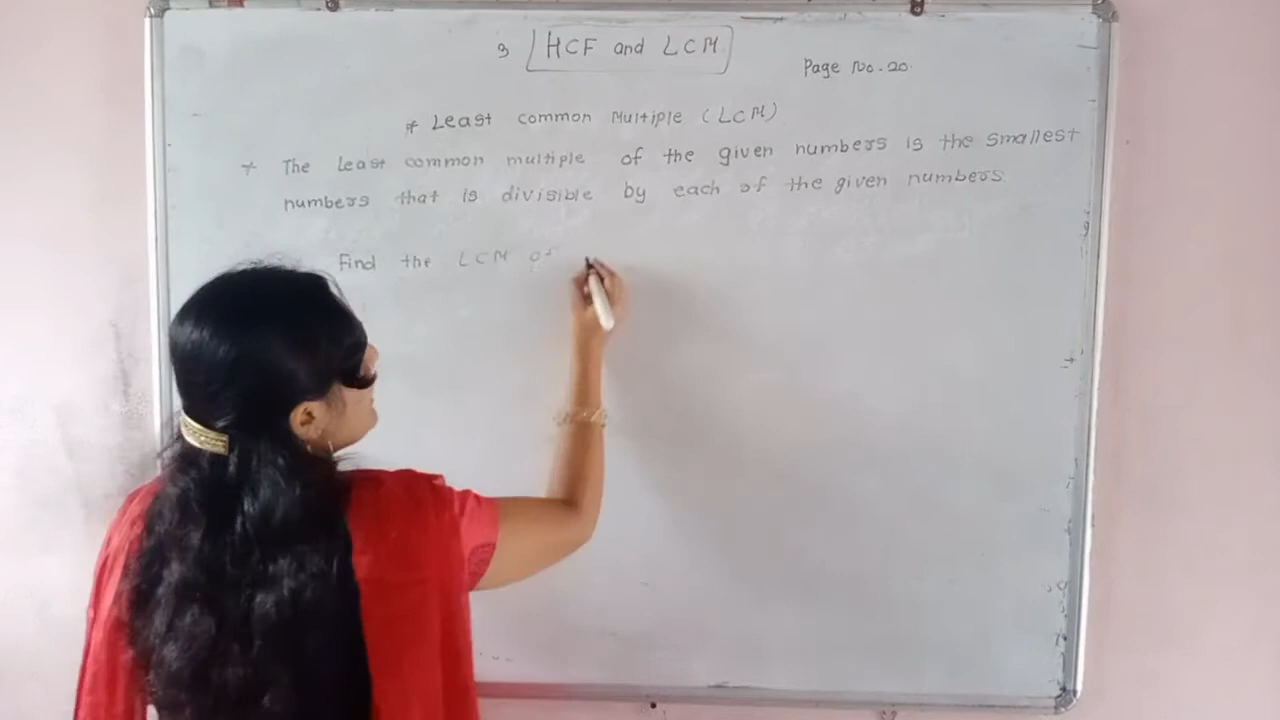 3 HCF and LCM
Page No. 20.
* Least common Multiple (LCM)
* The least common multiple of the given numbers is the smallest
numbers that is divisible by each of the given numbers.
Find the LCM of